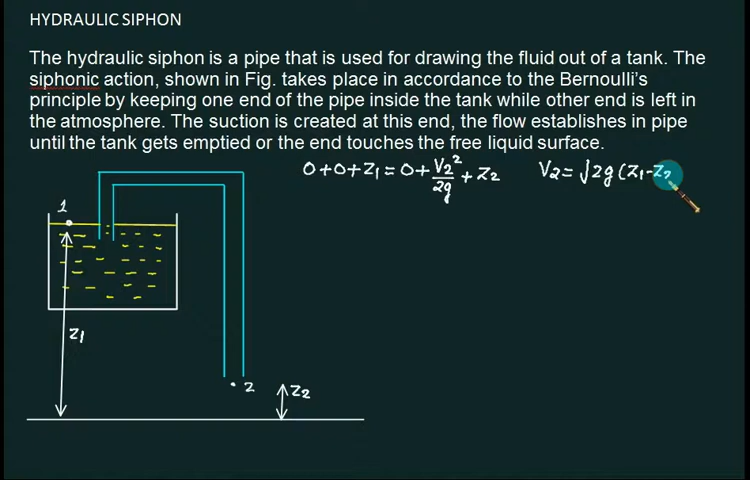 HYDRAULIC SIPHON
The hydraulic siphon is a pipe that is used for drawing the fluid out of a tank. The
siphonic action, shown in Fig. takes place in accordance to the Bernoulli's
principle by keeping one end of the pipe inside the tank while other end is left in
the atmosphere. The suction is created at this end, the flow establishes in pipe
until the tank gets emptied or the end touches the free liquid surface.
0+0+Z1=0+V2²/2g+Z2 V2=√2g(Z1-Z2
1
Z1
2
Z2